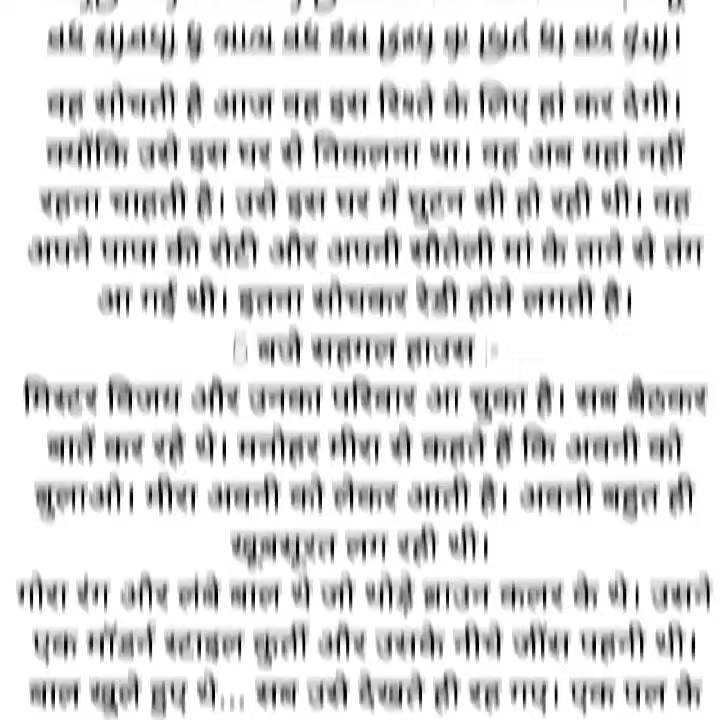 वह सोचती है आज वह इस रिश्ते के लिए हां कर देगी।
क्योंकि उसे इस घर से निकलना था। वह अब यहां नहीं
रहना चाहती है। उसे इस घर में घुटन सी हो रही थी। वह
अपने पापा कि बेटी और अपनी सौतेली मां के ताने से तंग
आ गई थी। इतना सोचकर रेडी होने लगती है।
बजे सहगल हाउस
मिस्टर विजय और उनका परिवार आ चुका है। सब बैठकर
बातें कर रहे थे। मनोहर मीरा से कहते हैं कि अवनी को
बुलाओ। मीरा अवनी को लेकर आती है। अवनी बहुत हि
खूबसूरत लग रही थी।
गोरा रंग और लंबे बाल थे जो थोड़े ब्राउन कलर के थे। उसने
एक मॉडर्न स्टाइल कुर्ता और उसके नीचे जींस पहनी थी।
बाल खुले हुए थे... सब उसे देखते ही रह गए। एक पल के